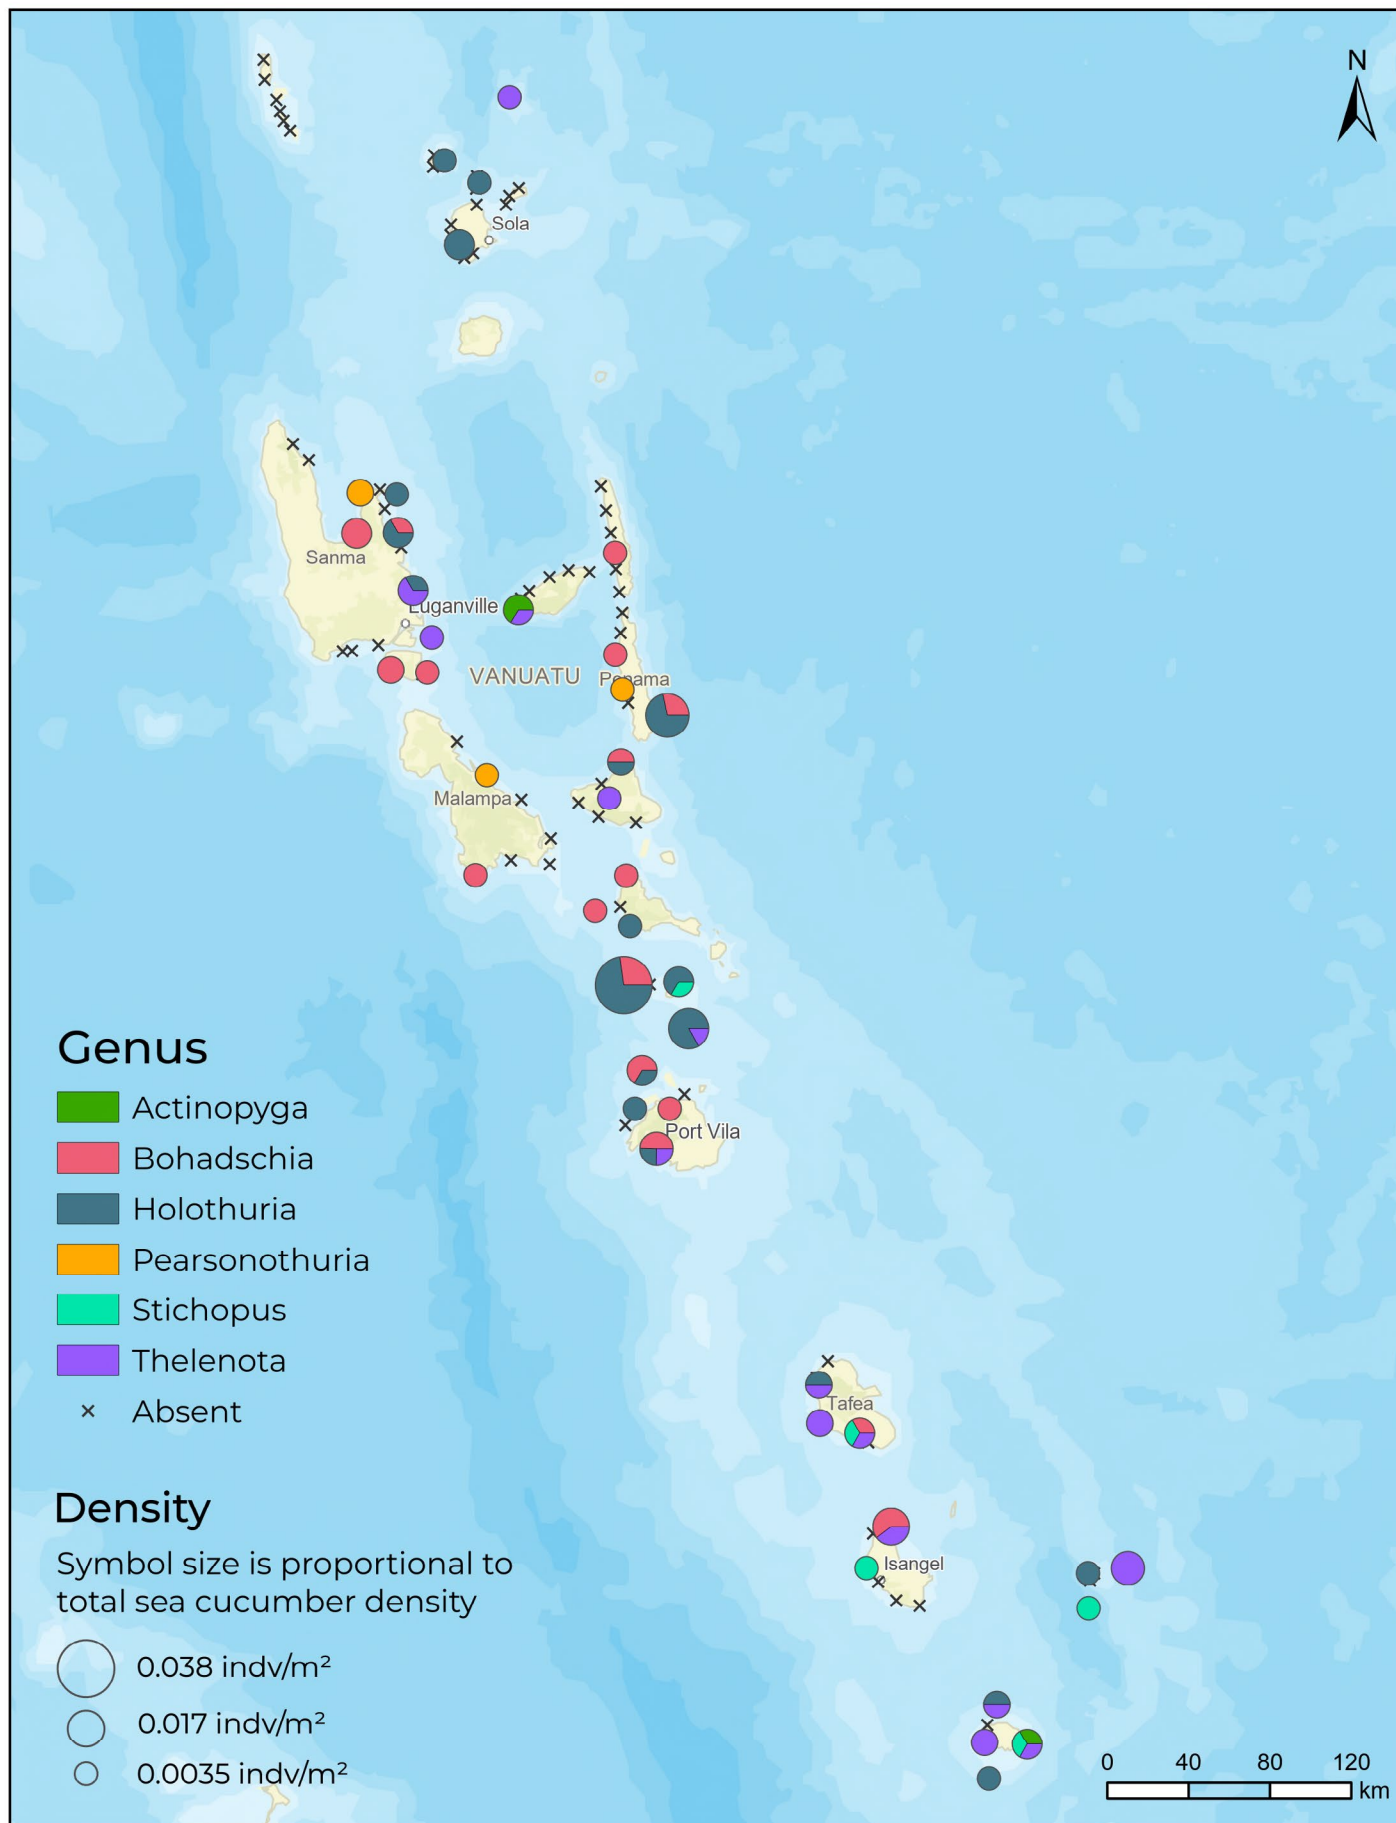 N
Sola
Sanma
Luganville
VANUATU
Penama
Malampa
Port Vila
Genus
Actinopyga
Bohadschia
Holothuria
Pearsonothuria
Stichopus
Thelenota
Absent
Tafea
Isangel
Density
Symbol size is proportional to
total sea cucumber density
0.038 indv/m²
0.017 indv/m²
0.0035 indv/m²
0 40 80 120
km